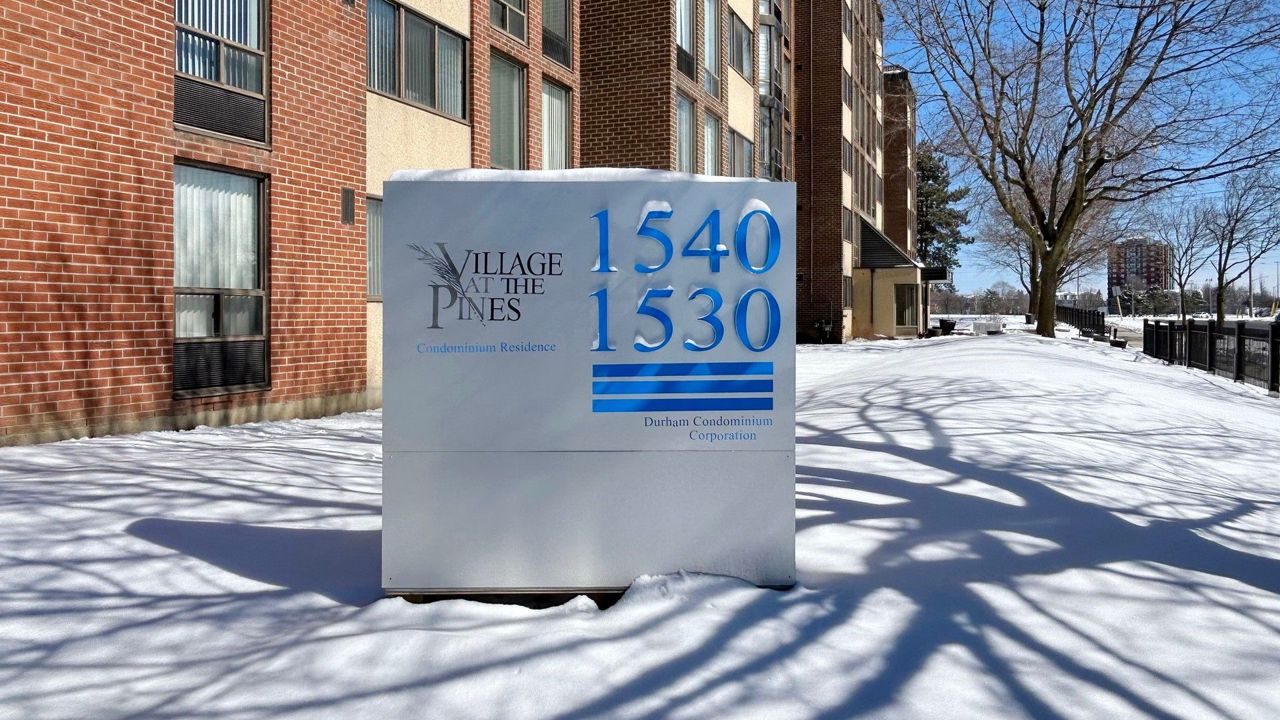 VILLAGE
AT THE
PINES
Condominium Residence
1540
1530
Durham Condominium
Corporation